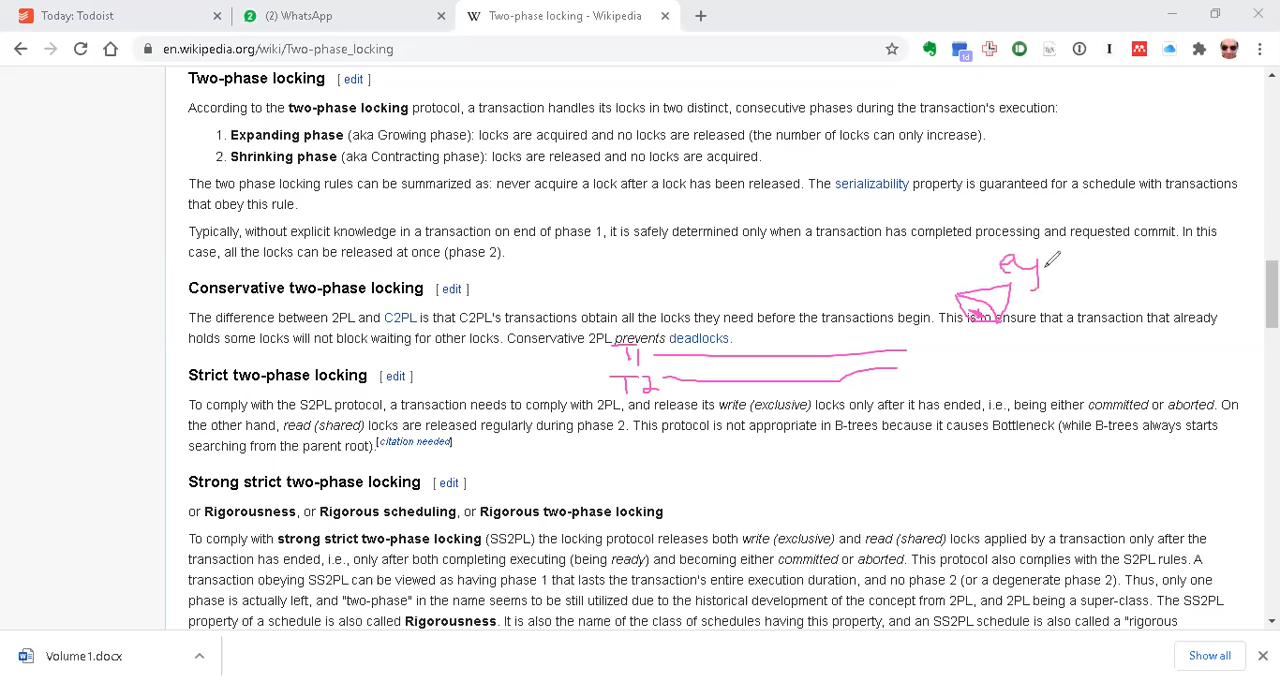 Today: Todoist
(2) WhatsApp
Two-phase locking - Wikipedia
en.wikipedia.org/wiki/Two-phase_locking
1d
Two-phase locking [ edit ]
According to the two-phase locking protocol, a transaction handles its locks in two distinct, consecutive phases during the transaction's execution:
1. Expanding phase (aka Growing phase): locks are acquired and no locks are released (the number of locks can only increase).
2. Shrinking phase (aka Contracting phase): locks are released and no locks are acquired.
The two phase locking rules can be summarized as: never acquire a lock after a lock has been released. The serializability property is guaranteed for a schedule with transactions
that obey this rule.
Typically, without explicit knowledge in a transaction on end of phase 1, it is safely determined only when a transaction has completed processing and requested commit. In this
case, all the locks can be released at once (phase 2).
Conservative two-phase locking [ edit ]
The difference between 2PL and C2PL is that C2PL's transactions obtain all the locks they need before the transactions begin. This is to ensure that a transaction that already
holds some locks will not block waiting for other locks. Conservative 2PL prevents deadlocks.
T1
T2
Strict two-phase locking [ edit ]
To comply with the S2PL protocol, a transaction needs to comply with 2PL, and release its write (exclusive) locks only after it has ended, i.e., being either committed or aborted. On
the other hand, read (shared) locks are released regularly during phase 2. This protocol is not appropriate in B-trees because it causes Bottleneck (while B-trees always starts
searching from the parent root).[citation needed]
Strong strict two-phase locking [ edit ]
or Rigorousness, or Rigorous scheduling, or Rigorous two-phase locking
To comply with strong strict two-phase locking (SS2PL) the locking protocol releases both write (exclusive) and read (shared) locks applied by a transaction only after the
transaction has ended, i.e., only after both completing executing (being ready) and becoming either committed or aborted. This protocol also complies with the S2PL rules. A
transaction obeying SS2PL can be viewed as having phase 1 that lasts the transaction's entire execution duration, and no phase 2 (or a degenerate phase 2). Thus, only one
phase is actually left, and "two-phase" in the name seems to be still utilized due to the historical development of the concept from 2PL, and 2PL being a super-class. The SS2PL
property of a schedule is also called Rigorousness. It is also the name of the class of schedules having this property, and an SS2PL schedule is also called a "rigorous
Volume1.docx
Show all